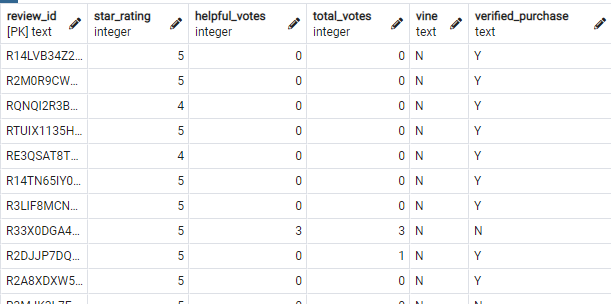 review_id star_rating helpful_votes total_votes vine verified_purchase
[PK] text integer integer integer text text
R14LVB34Z2... 5 0 0 N Y
R2M0R9CW... 5 0 0 N Y
RQNQI2R3B... 4 0 0 N Y
RTUIX1135H... 5 0 0 N Y
RE3QSAT8T... 4 0 0 N Y
R14TN65IY0... 5 0 0 N Y
R3LIF8MCN... 5 0 0 N Y
R33X0DGA4... 5 3 3 N N
R2DJJP7DQ... 5 0 1 N Y
R2A8XDXW5... 5 0 0 N Y
5 0 0 N N